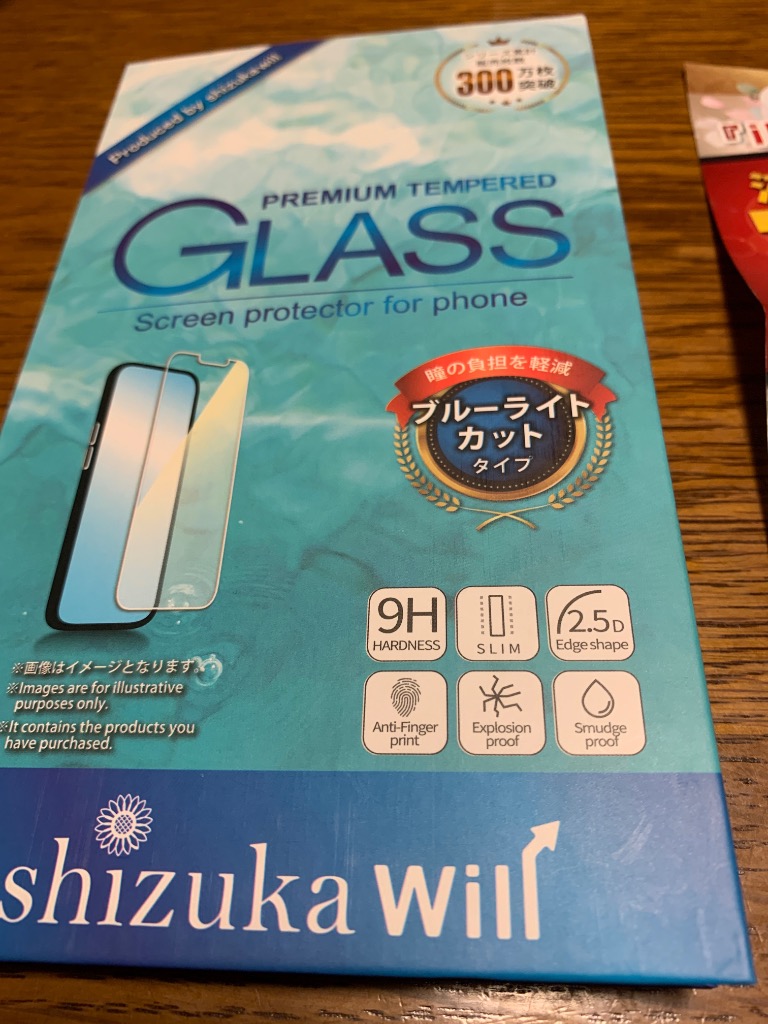 Produced by shizuka-will
300万枚
突破
PREMIUM TEMPERED
GLASS
Screen protector for phone
瞳の負担を軽減
ブルーライト
カット
タイプ
9H
HARDNESS
SLIM
2.5D
Edge shape
Anti-Finger
print
Explosion
proof
Smudge
proof
※画像はイメージとなります。
※Images are for illustrative
purposes only.
※It contains the products you
have purchased.
shizuka Will